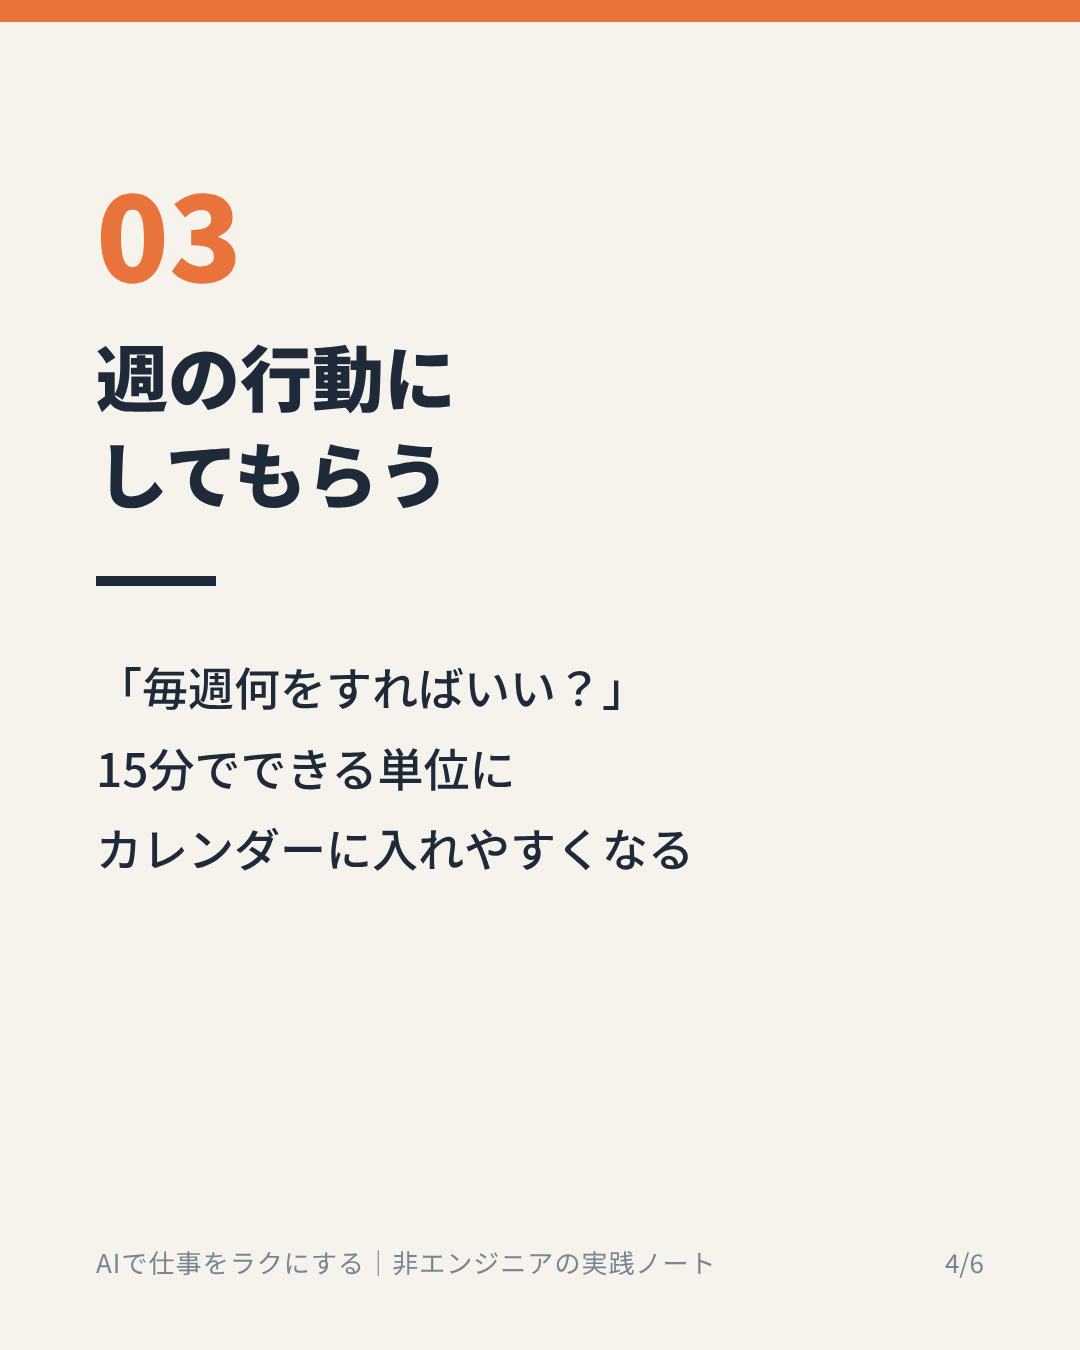 03
週の行動に
してもらう
「毎週何をすればいい？」
15分でできる単位に
カレンダーに入れやすくなる
AIで仕事をラクにする｜非エンジニアの実践ノート
4/6